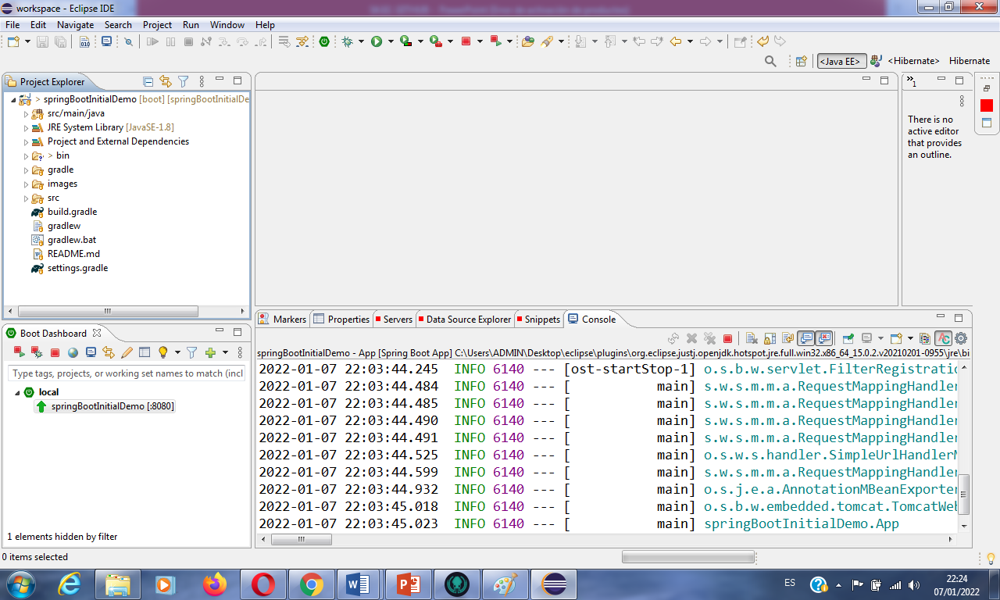 workspace - Eclipse IDE
File Edit Navigate Search Project Run Window Help
<Java EE> <Hibernate> Hibernate
Project Explorer
> springBootInitialDemo [boot] [springBootInitialDe
src/main/java
JRE System Library [JavaSE-1.8]
Project and External Dependencies
> bin
gradle
images
src
build.gradle
gradlew
gradlew.bat
README.md
settings.gradle
1
There is no
active editor
that provides
an outline.
Boot Dashboard
Type tags, projects, or working set names to match (incl
local
springBootInitialDemo [:8080]
1 elements hidden by filter
Markers Properties Servers Data Source Explorer Snippets Console
springBootInitialDemo - App [Spring Boot App] C:\Users\ADMIN\Desktop\eclipse\plugins\org.eclipse.justj.openjdk.hotspot.jre.full.win32.x86_64_15.0.2.v20210201-0955\jre\bi
2022-01-07 22:03:44.245 INFO 6140 --- [ost-startStop-1] o.s.b.w.servlet.FilterRegistratio
2022-01-07 22:03:44.484 INFO 6140 --- [ main] s.w.s.m.m.a.RequestMappingHandler
2022-01-07 22:03:44.485 INFO 6140 --- [ main] s.w.s.m.m.a.RequestMappingHandler
2022-01-07 22:03:44.490 INFO 6140 --- [ main] s.w.s.m.m.a.RequestMappingHandler
2022-01-07 22:03:44.491 INFO 6140 --- [ main] s.w.s.m.m.a.RequestMappingHandler
2022-01-07 22:03:44.525 INFO 6140 --- [ main] o.s.w.s.handler.SimpleUrlHandlerM
2022-01-07 22:03:44.599 INFO 6140 --- [ main] s.w.s.m.m.a.RequestMappingHandler
2022-01-07 22:03:44.932 INFO 6140 --- [ main] o.s.j.e.a.AnnotationMBeanExporter
2022-01-07 22:03:45.018 INFO 6140 --- [ main] o.s.b.w.embedded.tomcat.TomcatWeb
2022-01-07 22:03:45.023 INFO 6140 --- [ main] springBootInitialDemo.App
0 items selected
ES
22:24
07/01/2022